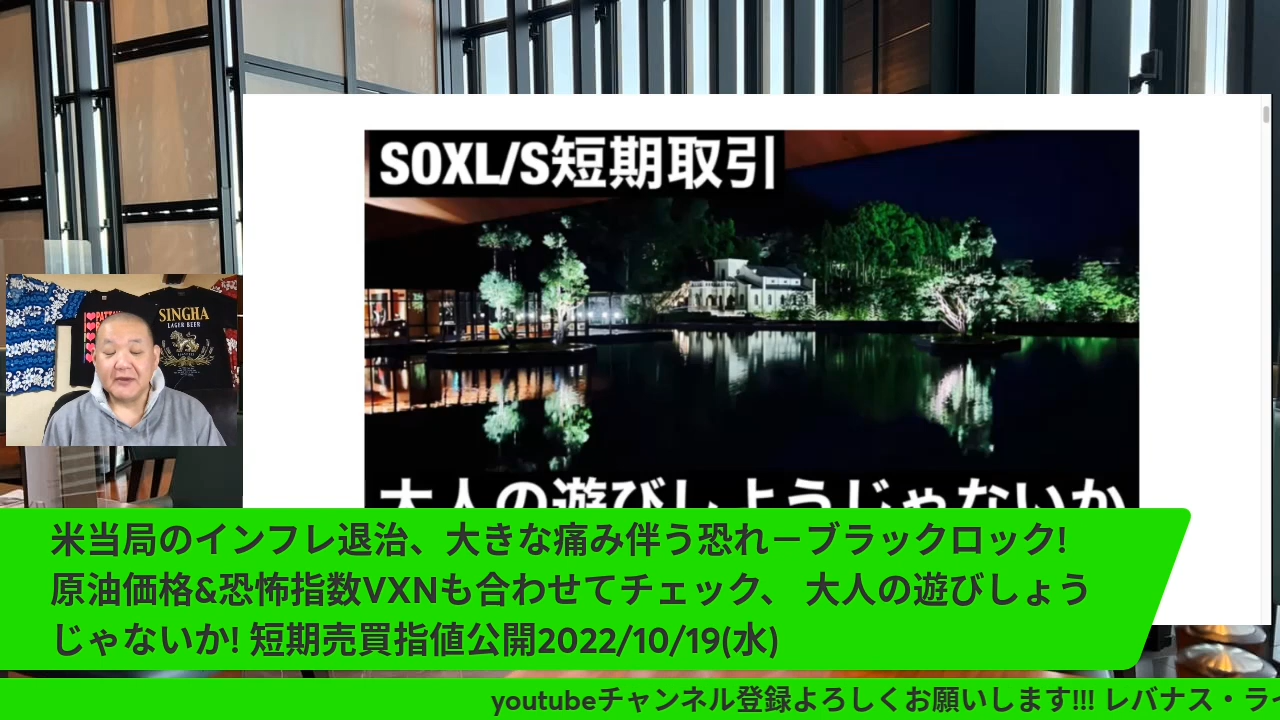 SOXL/S短期取引
SINGHA
LAGER BEER
大人の遊びしようじゃないか
米当局のインフレ退治、大きな痛み伴う恐れ－ブラックロック!
原油価格&恐怖指数VXNも合わせてチェック、 大人の遊びしょう
じゃないか! 短期売買指値公開2022/10/19(水)
youtubeチャンネル登録よろしくお願いします!!! レバナス・ライ